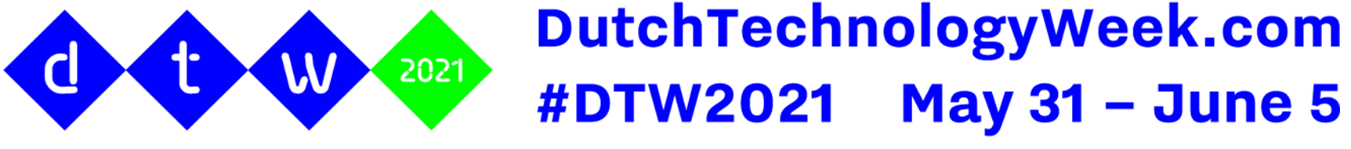 d t w 2021
DutchTechnologyWeek.com
#DTW2021 May 31 – June 5